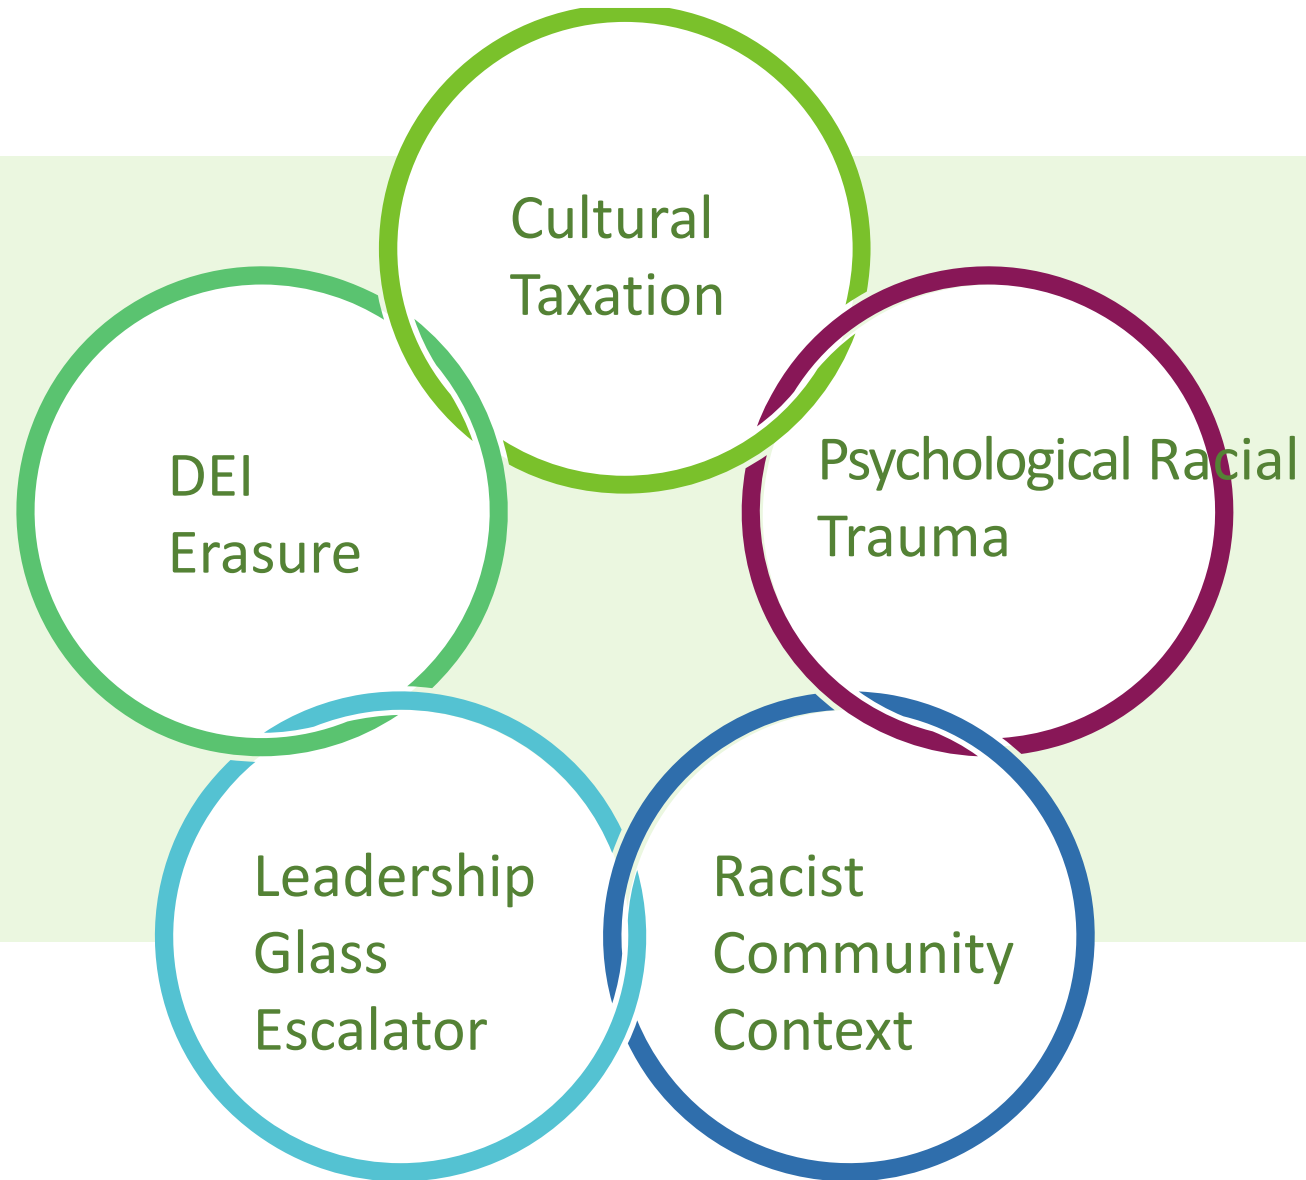 Cultural
Taxation
DEI
Erasure
Psychological Racial
Trauma
Leadership
Glass
Escalator
Racist
Community
Context